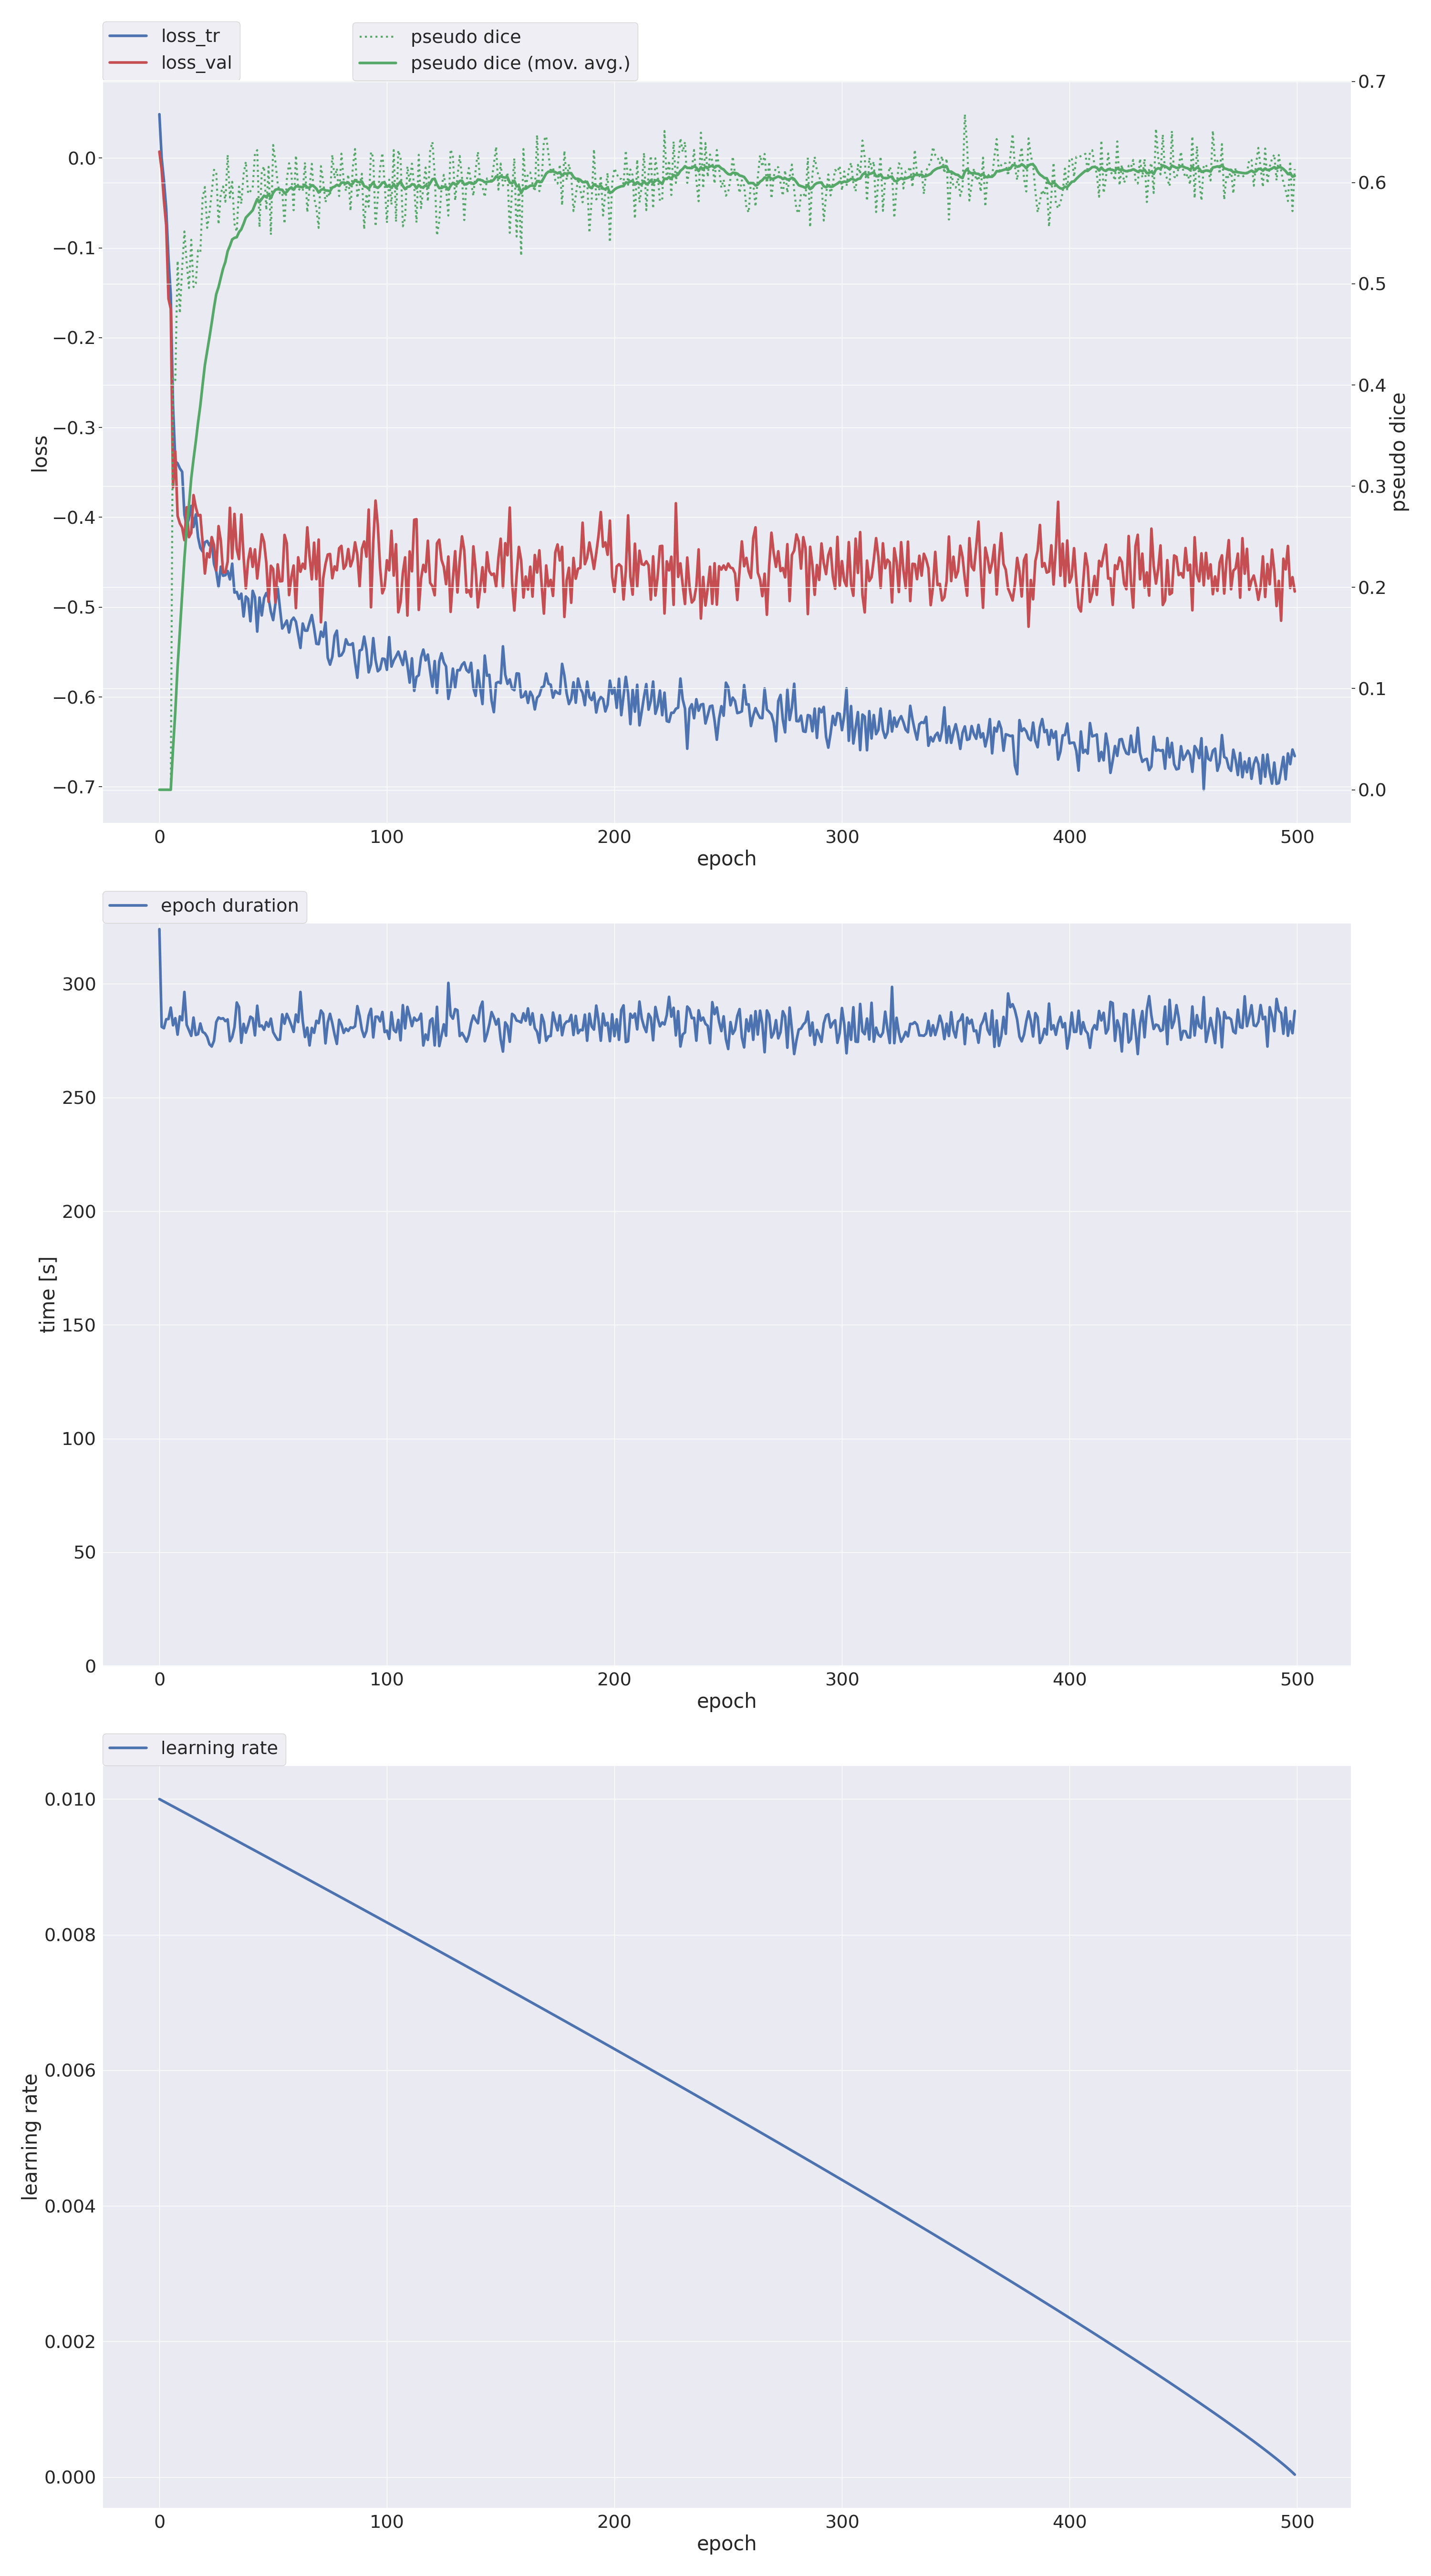 loss_tr
loss_val
pseudo dice
pseudo dice (mov. avg.)
0.7
0.6
0.5
0.4
0.3
0.2
0.1
0.0
pseudo dice
0.0
−0.1
−0.2
−0.3
−0.4
−0.5
−0.6
−0.7
loss
0 100 200 300 400 500
epoch
epoch duration
300
250
200
150
100
50
0
time [s]
0 100 200 300 400 500
epoch
learning rate
0.010
0.008
0.006
0.004
0.002
0.000
learning rate
0 100 200 300 400 500
epoch